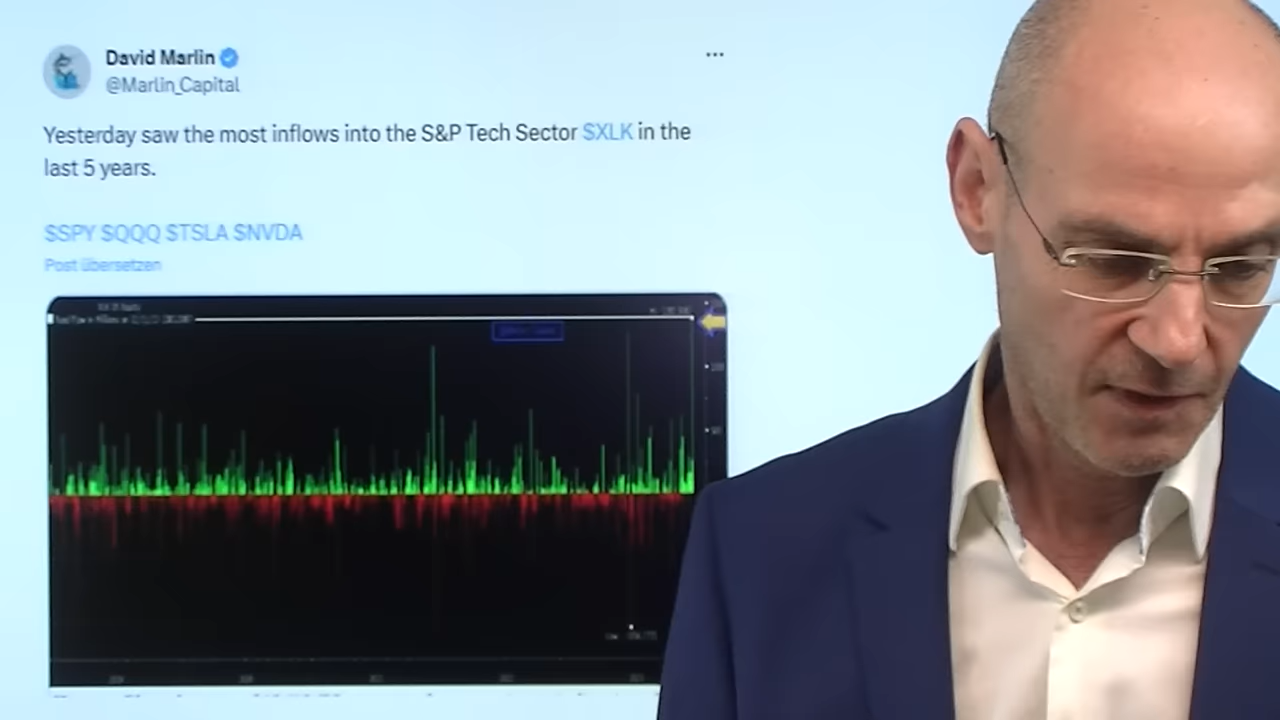 David Marlin
@Marlin_Capital
Yesterday saw the most inflows into the S&P Tech Sector $XLK in the
last 5 years.
$SPY $QQQ $TSLA $NVDA
Post übersetzen